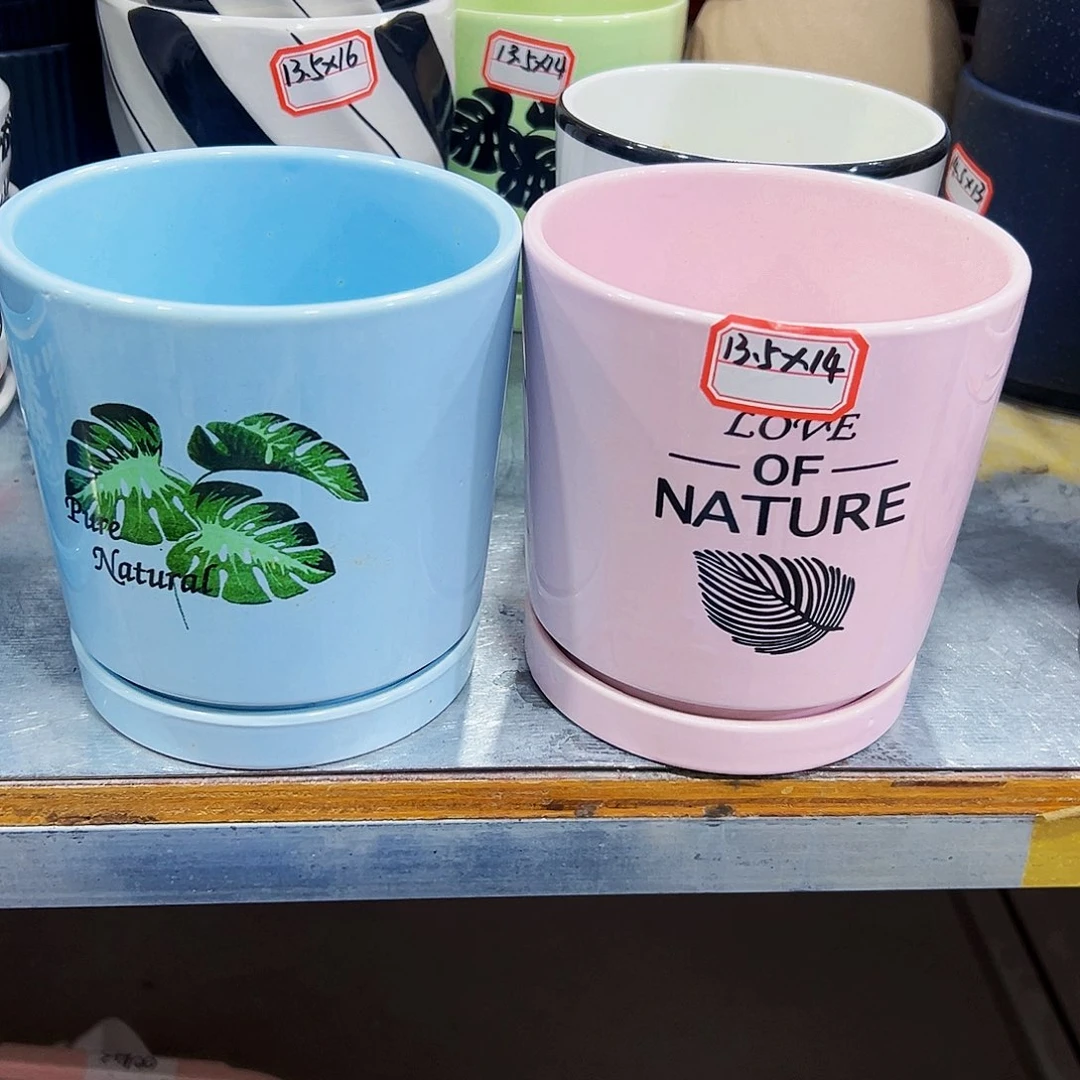 13.5X16
13.5X14
13.5X14
LOVE
OF
NATURE
Pure
Natural